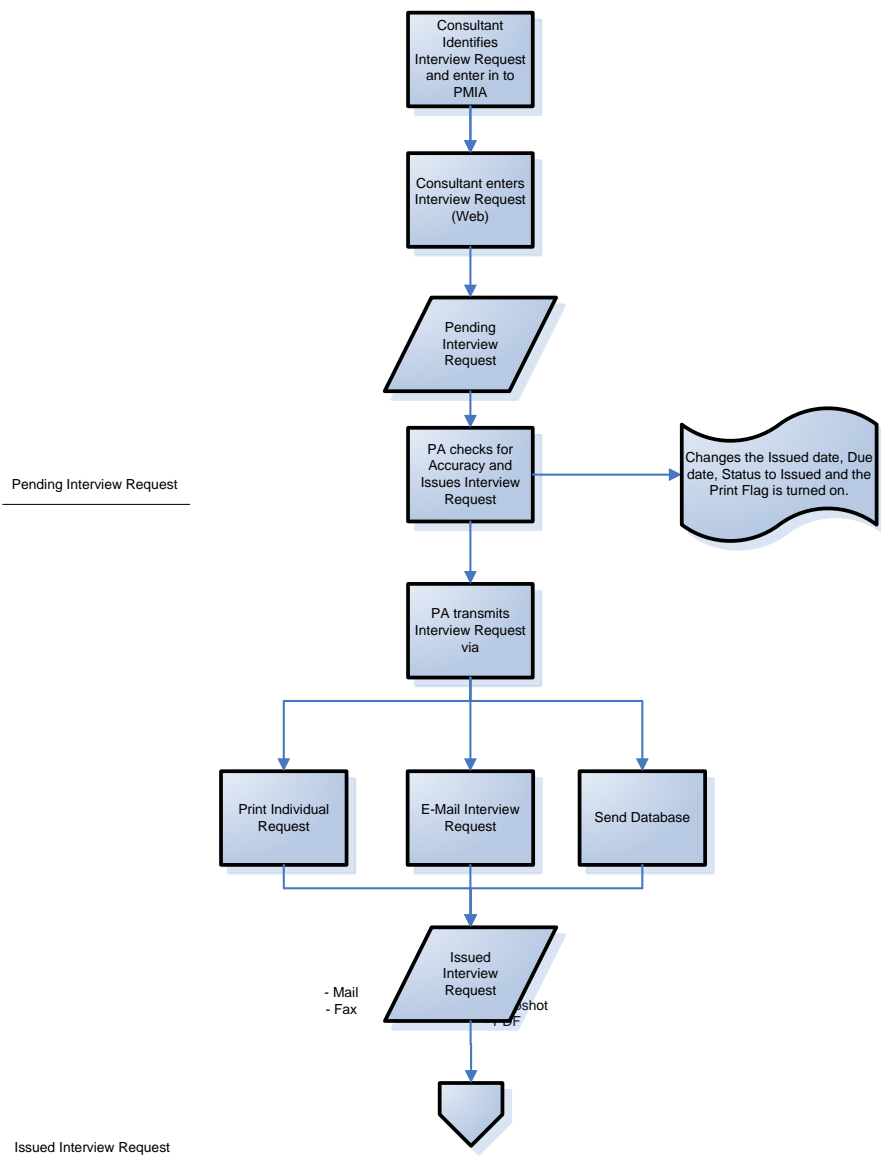 Consultant
Identifies
Interview Request
and enter in to
PMIA
Consultant enters
Interview Request
(Web)
Pending
Interview
Request
PA checks for
Accuracy and
Issues Interview
Request
Changes the Issued date, Due
date, Status to Issued and the
Print Flag is turned on.
Pending Interview Request
PA transmits
Interview Request
via
Print Individual
Request
E-Mail Interview
Request
Send Database
Issued
Interview
Request
- Mail
- Fax
Issued Interview Request